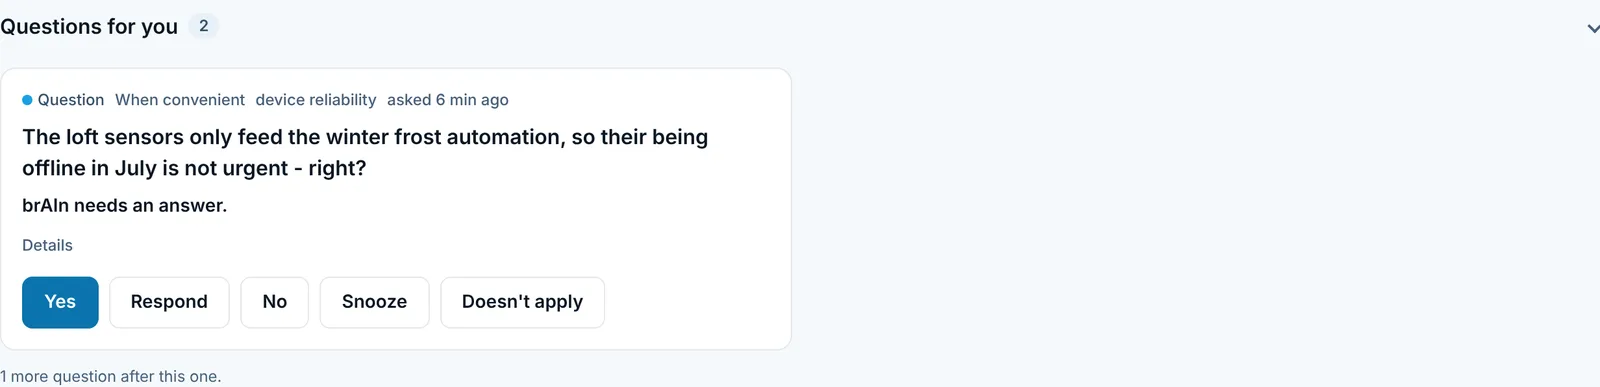 Questions for you 2
Question When convenient device reliability asked 6 min ago
The loft sensors only feed the winter frost automation, so their being
offline in July is not urgent - right?
brAIn needs an answer.
Details
Yes Respond No Snooze Doesn't apply
1 more question after this one.